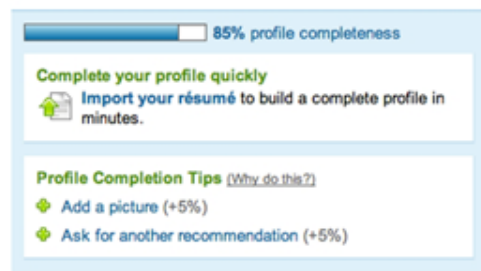 85% profile completeness
Complete your profile quickly
Import your résumé to build a complete profile in
minutes.
Profile Completion Tips (Why do this?)
Add a picture (+5%)
Ask for another recommendation (+5%)